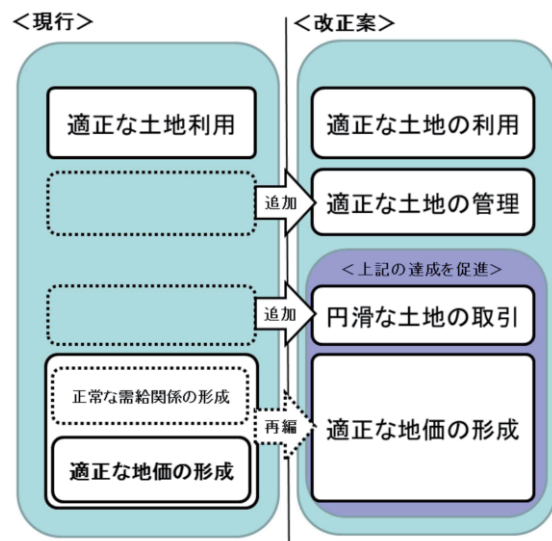 ＜現行＞
＜改正案＞
適正な土地利用
適正な土地の利用
追加
適正な土地の管理
＜上記の達成を促進＞
追加
円滑な土地の取引
正常な需給関係の形成
適正な地価の形成
再編
適正な地価の形成